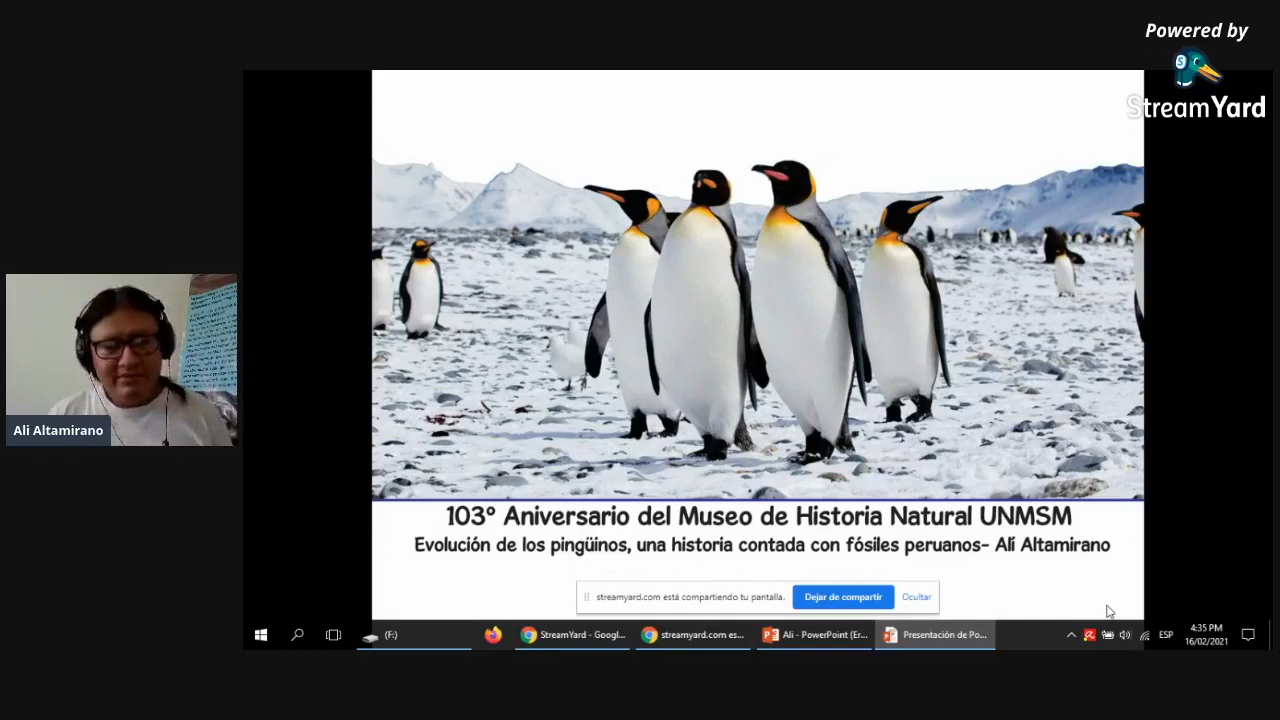 Powered by
StreamYard
Ali Altamirano
103° Aniversario del Museo de Historia Natural UNMSM
Evolución de los pingüinos, una historia contada con fósiles peruanos- Alí Altamirano
streamyard.com está compartiendo tu pantalla.
Dejar de compartir
Ocultar
(F:)
StreamYard - Googl...
streamyard.com es...
Ali - PowerPoint (Er...
Presentación de Po...
ESP
4:35 PM
16/02/2021